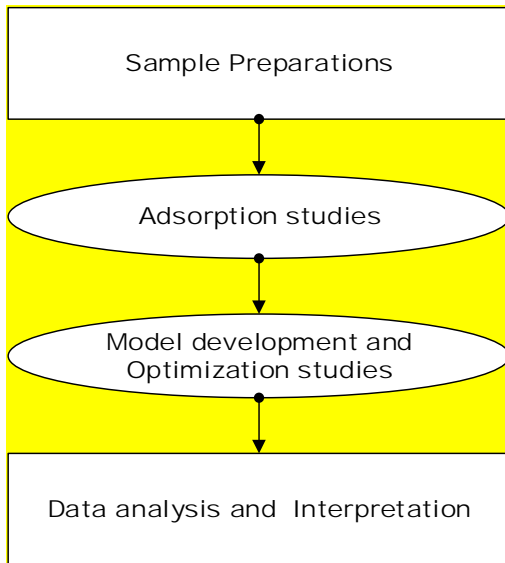 Sample Preparations
Adsorption studies
Model development and
Optimization studies
Data analysis and Interpretation